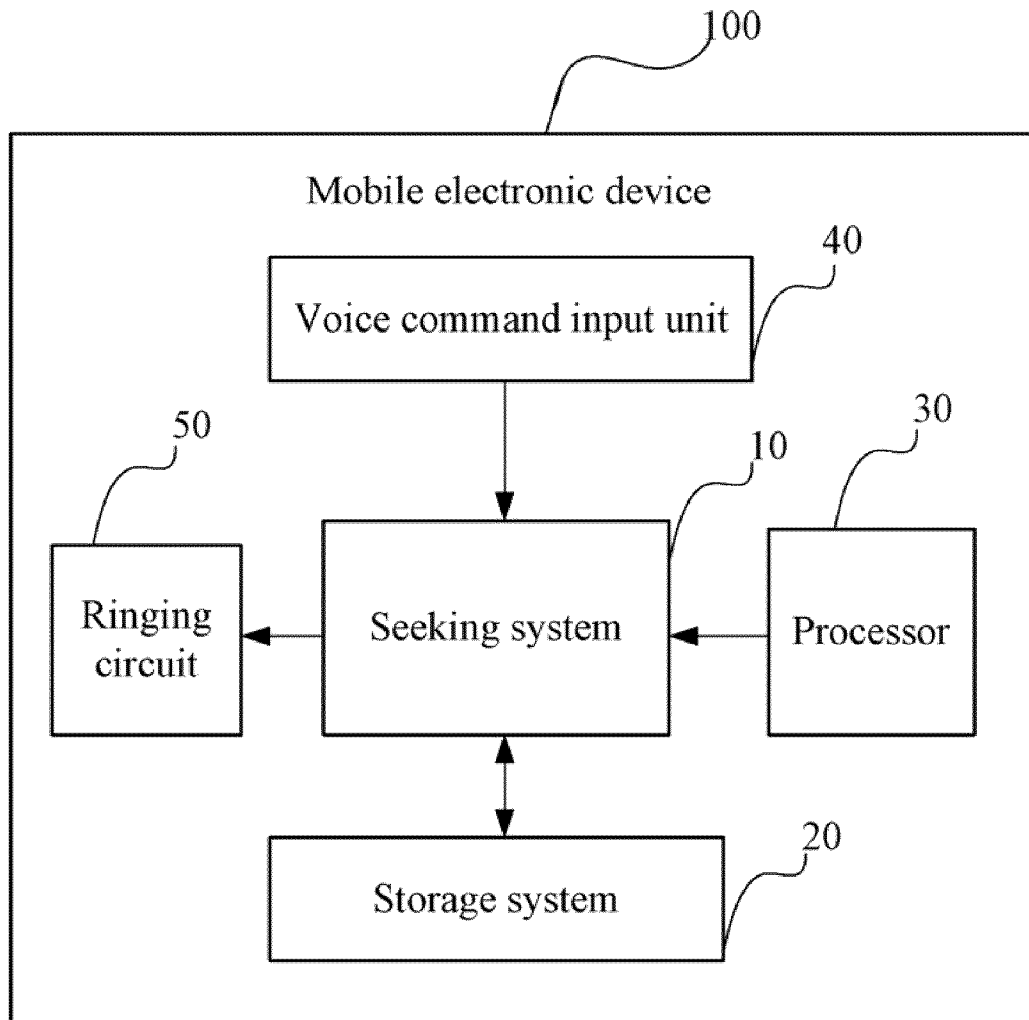 100
Mobile electronic device
40
Voice command input unit
50
10
30
Ringing
circuit
Seeking system
Processor
20
Storage system